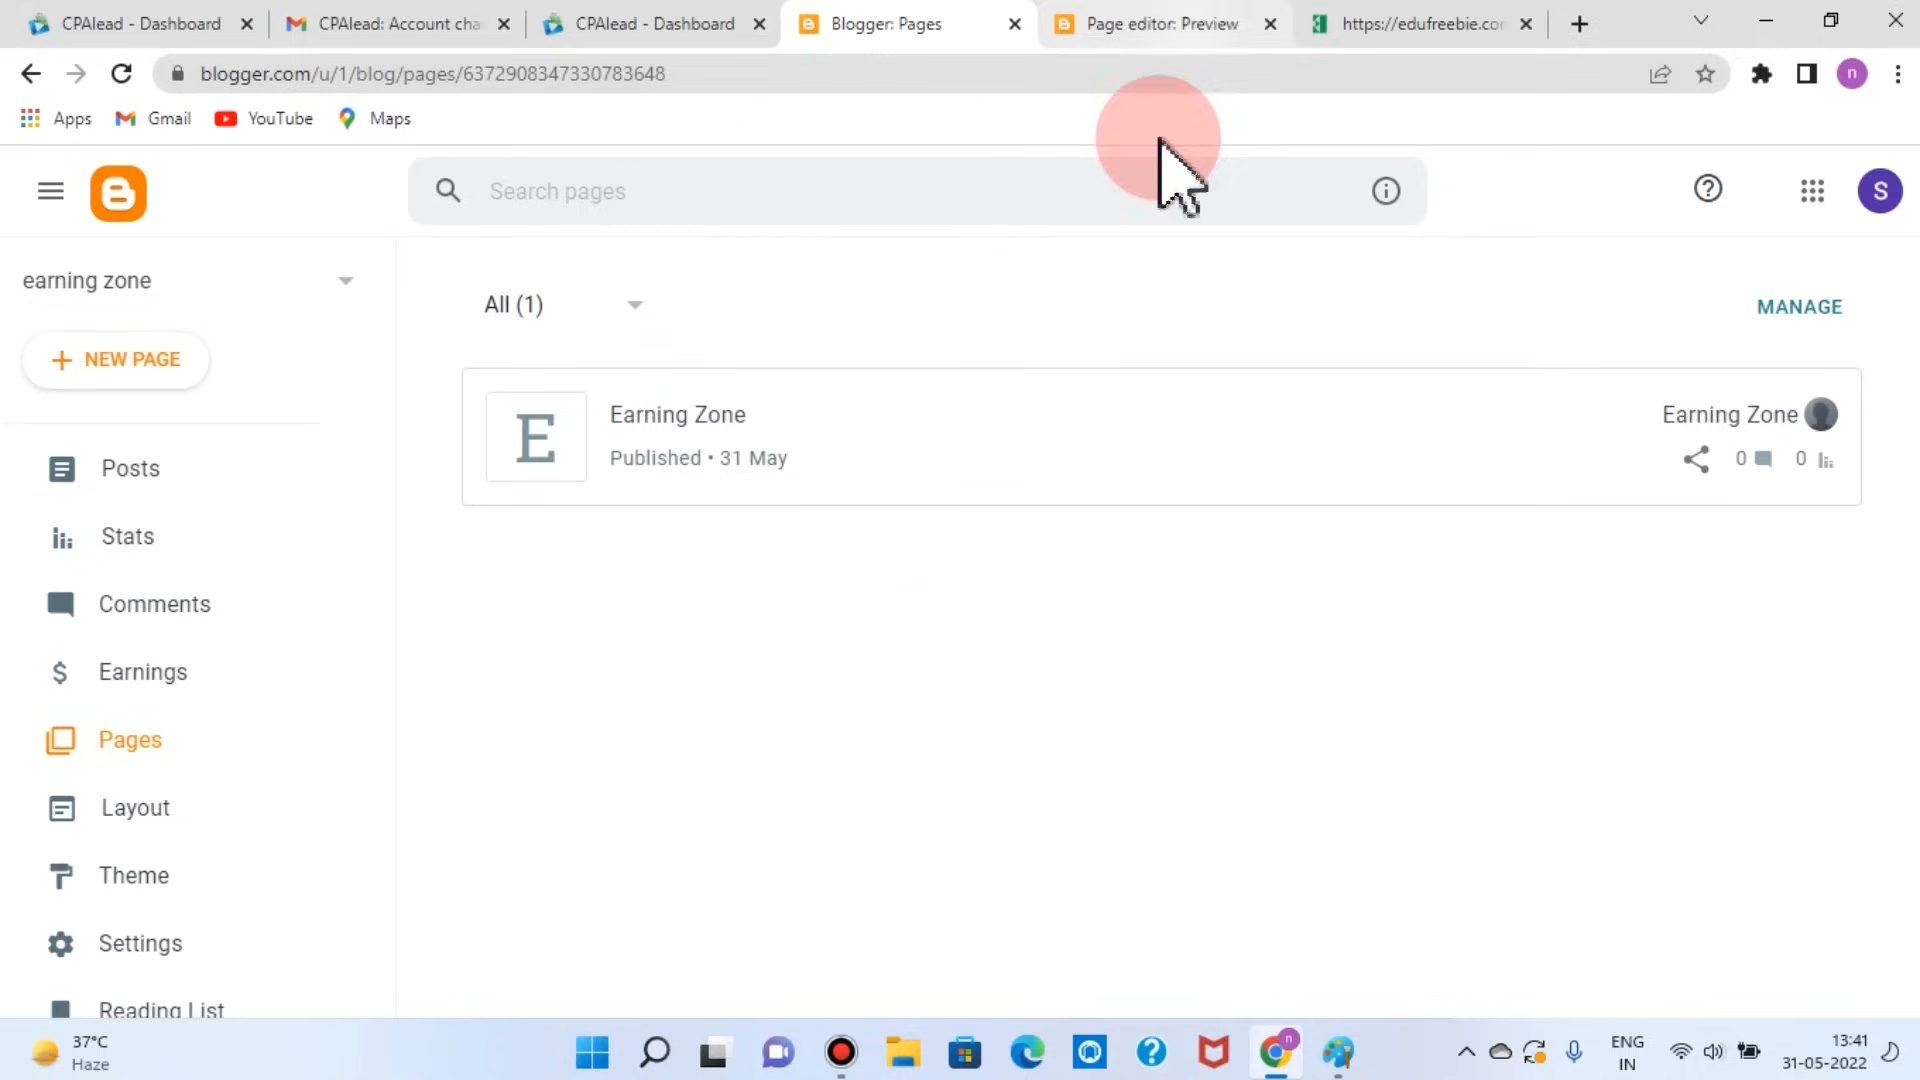 CPAlead - Dashboard
CPAlead: Account cha
CPAlead - Dashboard
Blogger: Pages
Page editor: Preview
https://edufreebie.co
blogger.com/u/1/blog/pages/6372908347330783648
n
Apps
Gmail
YouTube
Maps
Search pages
S
earning zone
All (1)
MANAGE
NEW PAGE
E
Earning Zone
Published • 31 May
Earning Zone
0
0
Posts
Stats
Comments
Earnings
Pages
Layout
Theme
Settings
Reading List
37°C
Haze
n
ENG
IN
13:41
31-05-2022